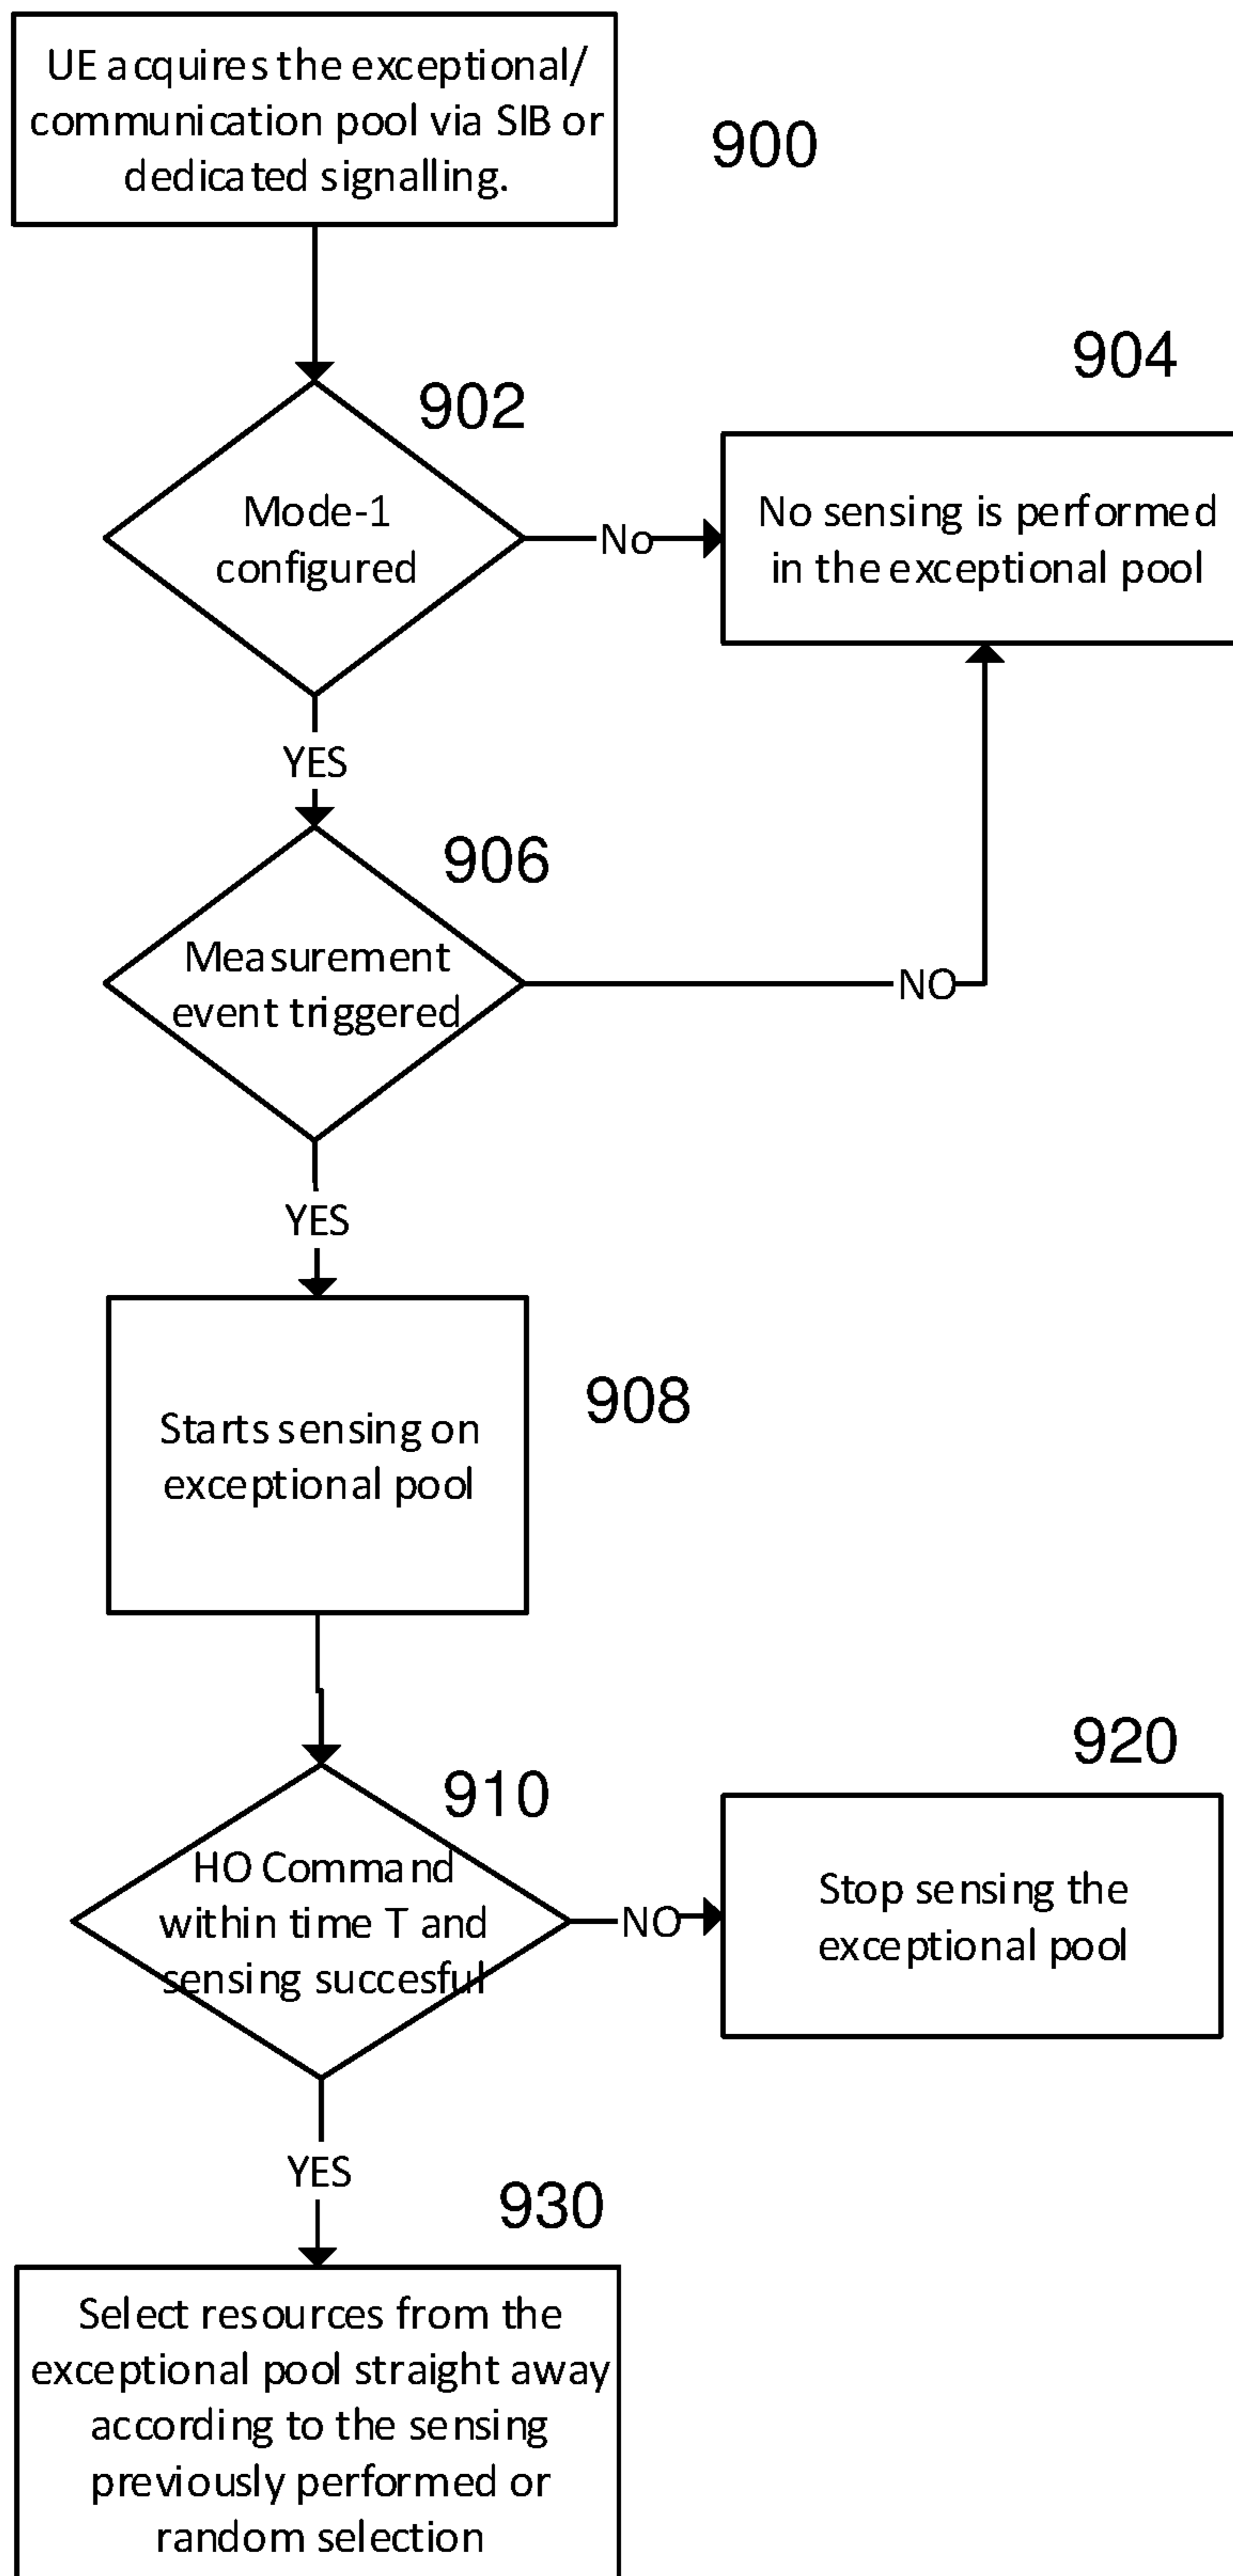 UE acquires the exceptional/
communication pool via SIB or
dedicated signalling.
900
904
902
Mode-1
configured
No
No sensing is performed
in the exceptional pool
YES
906
Measurement
event triggered
NO
YES
908
Starts sensing on
exceptional pool
920
910
HO Command
within time T and
sensing succesful
NO
Stop sensing the
exceptional pool
YES
930
Select resources from the
exceptional pool straight away
according to the sensing
previously performed or
random selection